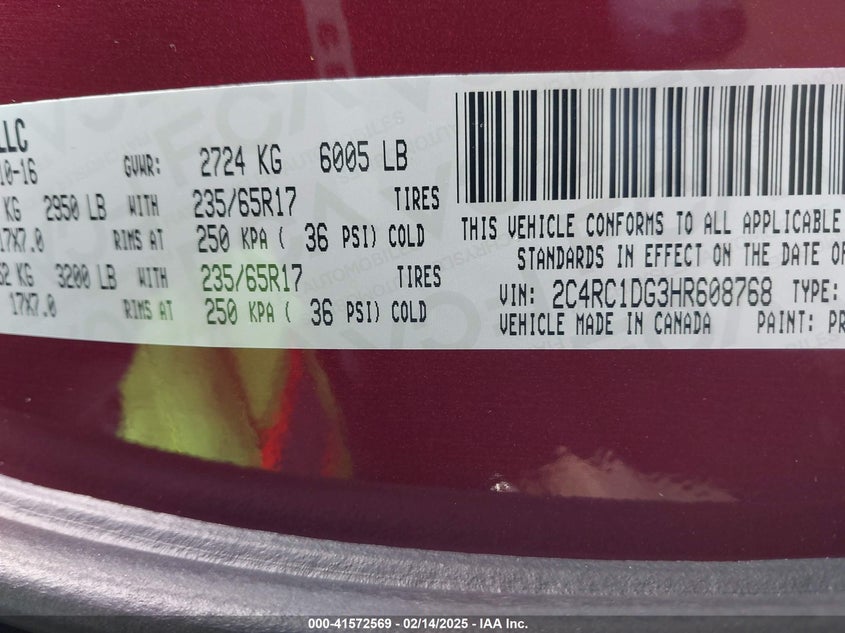 LLC
10-16 GVWR: 2724 KG 6005 LB
KG 2950 LB WITH 235/65R17 TIRES
17X7.0 RIMS AT 250 KPA ( 36 PSI) COLD
KG 3200 LB WITH 235/65R17 TIRES
17X7.0 RIMS AT 250 KPA ( 36 PSI) COLD
THIS VEHICLE CONFORMS TO ALL APPLICABLE
STANDARDS IN EFFECT ON THE DATE OF
VIN: 2C4RC1DG3HR608768 TYPE:
VEHICLE MADE IN CANADA PAINT: PR
000-41572569 - 02/14/2025 - IAA Inc.